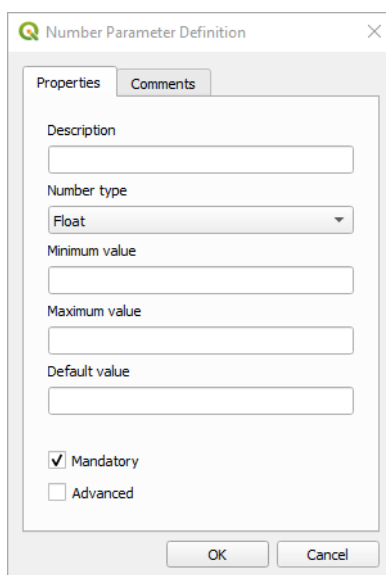 Number Parameter Definition
Properties
Comments
Description
Number type
Float
Minimum value
Maximum value
Default value
Mandatory
Advanced
OK
Cancel